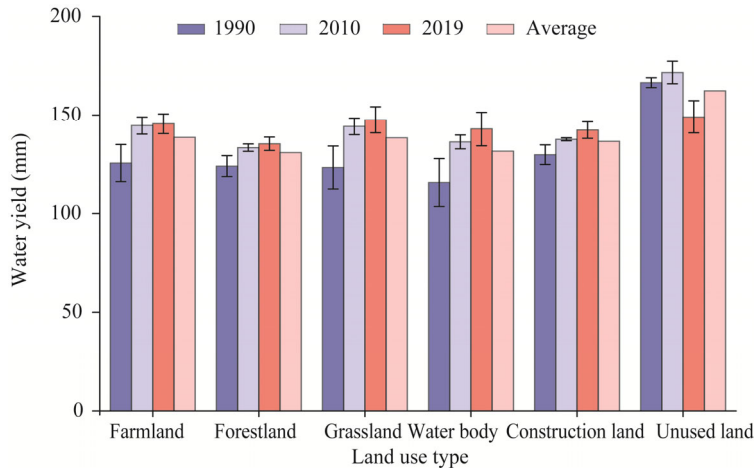 200
150
100
50
0
Water yield (mm)
1990 2010 2019 Average
Farmland Forestland Grassland Water body Construction land Unused land
Land use type